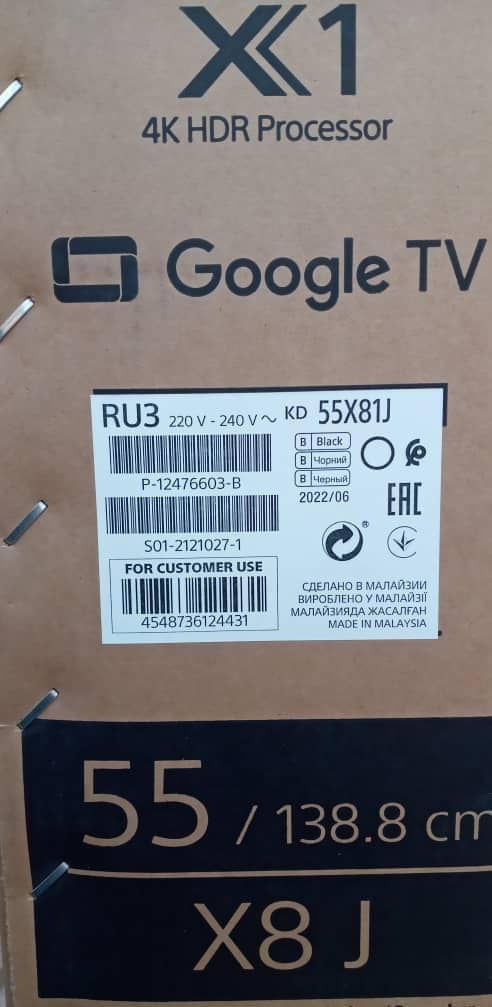 X1
4K HDR Processor
Google TV
RU3 220 V - 240 V ~ KD 55X81J
B Black
B Чорний
B Черный
P-12476603-B
2022/06
EAC
S01-2121027-1
FOR CUSTOMER USE
4548736124431
СДЕЛАНО В МАЛАЙЗИИ
ВИРОБЛЕНО У МАЛАЙЗІЇ
МАЛАЙЗИЯДА ЖАСАЛҒАН
MADE IN MALAYSIA
55 / 138.8 cm
X8 J